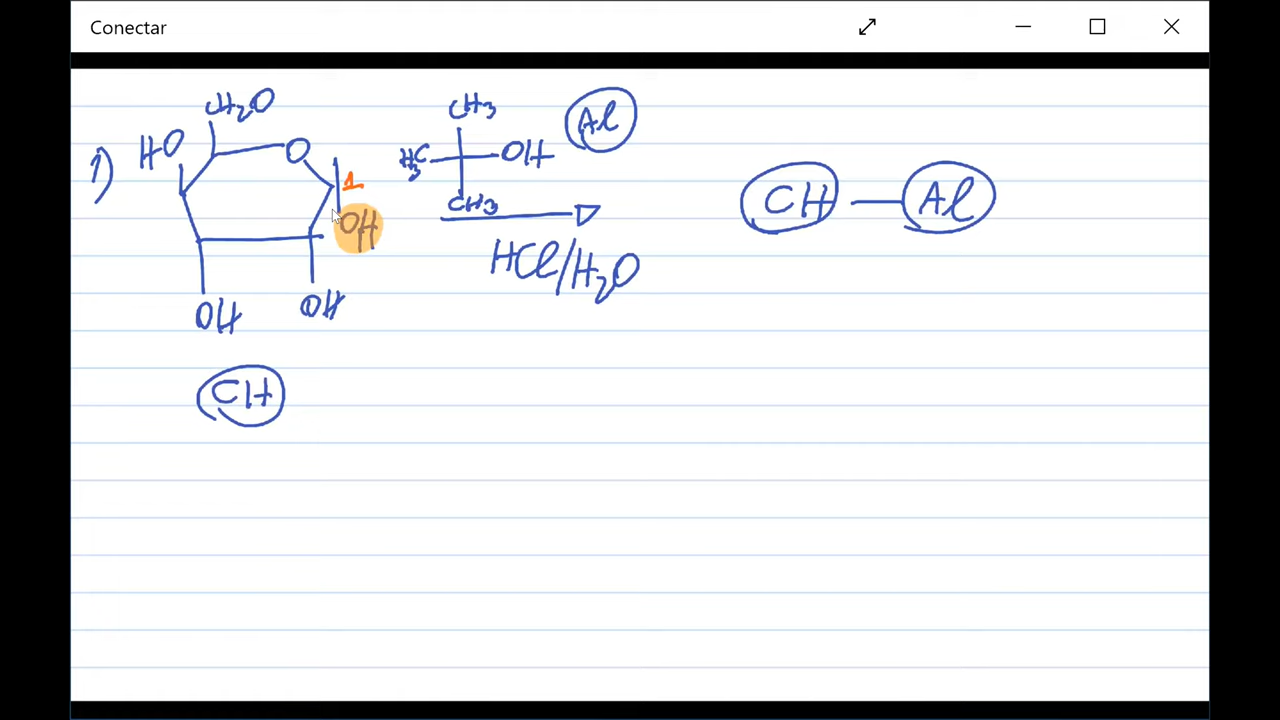 Conectar
1)
CH2O
HO
O
1
OH
OH
OH
CH
CH3
H3C
OH
CH3
Al
HCl/H2O
CH — Al